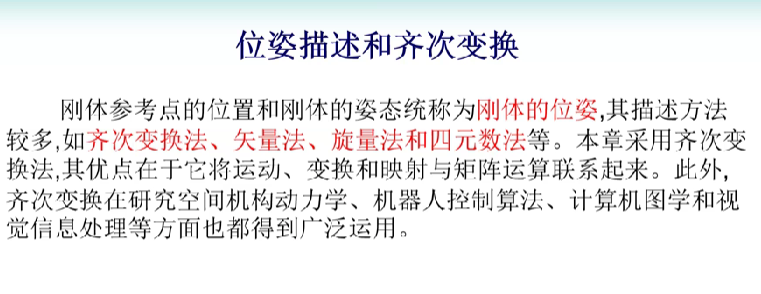 位姿描述和齐次变换
刚体参考点的位置和刚体的姿态统称为刚体的位姿,其描述方法
较多,如齐次变换法、矢量法、旋量法和四元数法等。本章采用齐次变
换法,其优点在于它将运动、变换和映射与矩阵运算联系起来。此外,
齐次变换在研究空间机构动力学、机器人控制算法、计算机图学和视
觉信息处理等方面也都得到广泛运用。